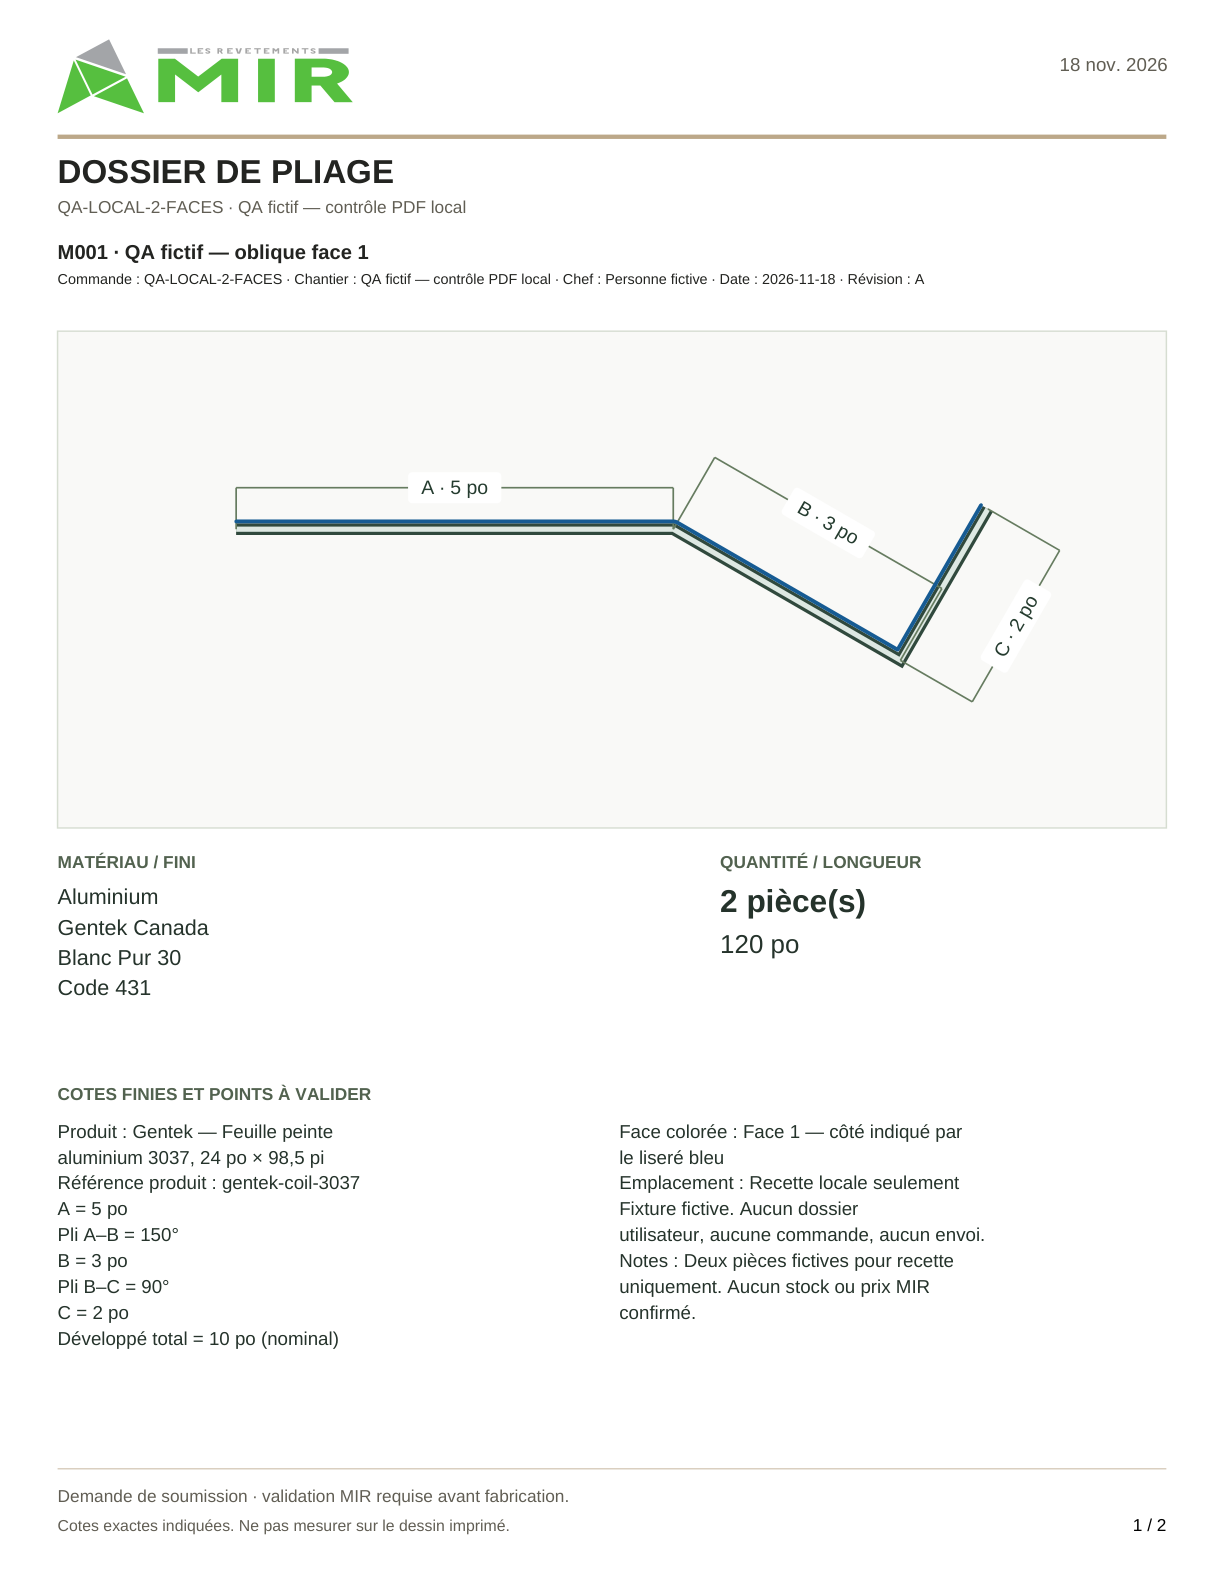 LES REVETEMENTS
MIR
18 nov. 2026
DOSSIER DE PLIAGE
QA-LOCAL-2-FACES · QA fictif — contrôle PDF local
M001 · QA fictif — oblique face 1
Commande : QA-LOCAL-2-FACES · Chantier : QA fictif — contrôle PDF local · Chef : Personne fictive · Date : 2026-11-18 · Révision : A
A · 5 po
B · 3 po
C · 2 po
MATÉRIAU / FINI
Aluminium
Gentek Canada
Blanc Pur 30
Code 431
QUANTITÉ / LONGUEUR
2 pièce(s)
120 po
COTES FINIES ET POINTS À VALIDER
Produit : Gentek — Feuille peinte
aluminium 3037, 24 po × 98,5 pi
Référence produit : gentek-coil-3037
A = 5 po
Pli A–B = 150°
B = 3 po
Pli B–C = 90°
C = 2 po
Développé total = 10 po (nominal)
Face colorée : Face 1 — côté indiqué par
le liseré bleu
Emplacement : Recette locale seulement
Fixture fictive. Aucun dossier
utilisateur, aucune commande, aucun envoi.
Notes : Deux pièces fictives pour recette
uniquement. Aucun stock ou prix MIR
confirmé.
Demande de soumission · validation MIR requise avant fabrication.
Cotes exactes indiquées. Ne pas mesurer sur le dessin imprimé.
1 / 2